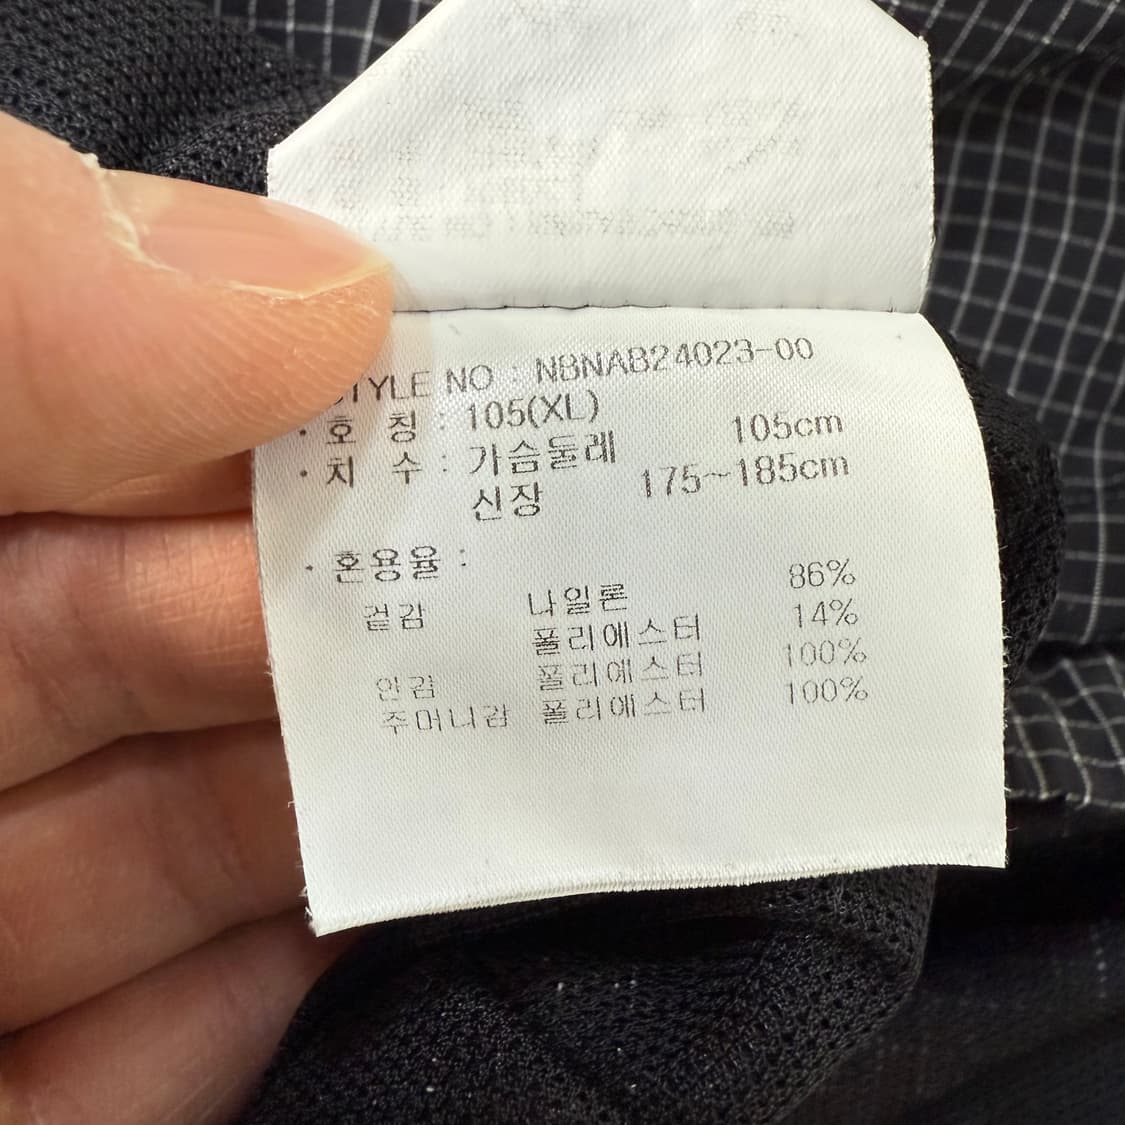 STYLE NO : NBNAB24023-00
· 호 칭 : 105(XL)
· 치 수 : 가슴둘레 105cm
신장 175~185cm
· 혼용율 :
겉감 나일론 86%
폴리에스터 14%
안감 폴리에스터 100%
주머니감 폴리에스터 100%